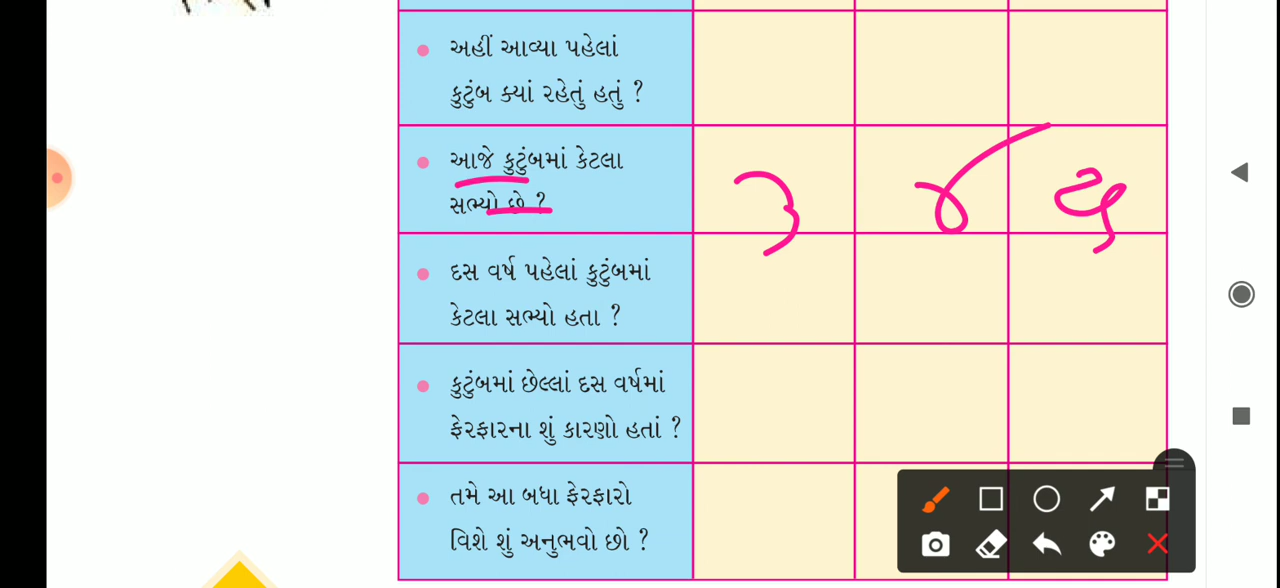 અહીં આવ્યા પહેલાં
કુટુંબ ક્યાં રહેતું હતું ?
આજે કુટુંબમાં કેટલા
સભ્યો છે ?
૩ ૪ ૫
દસ વર્ષ પહેલાં કુટુંબમાં
કેટલા સભ્યો હતા ?
કુટુંબમાં છેલ્લાં દસ વર્ષમાં
ફેરફારના શું કારણો હતાં ?
તમે આ બધા ફેરફારો
વિશે શું અનુભવો છો ?